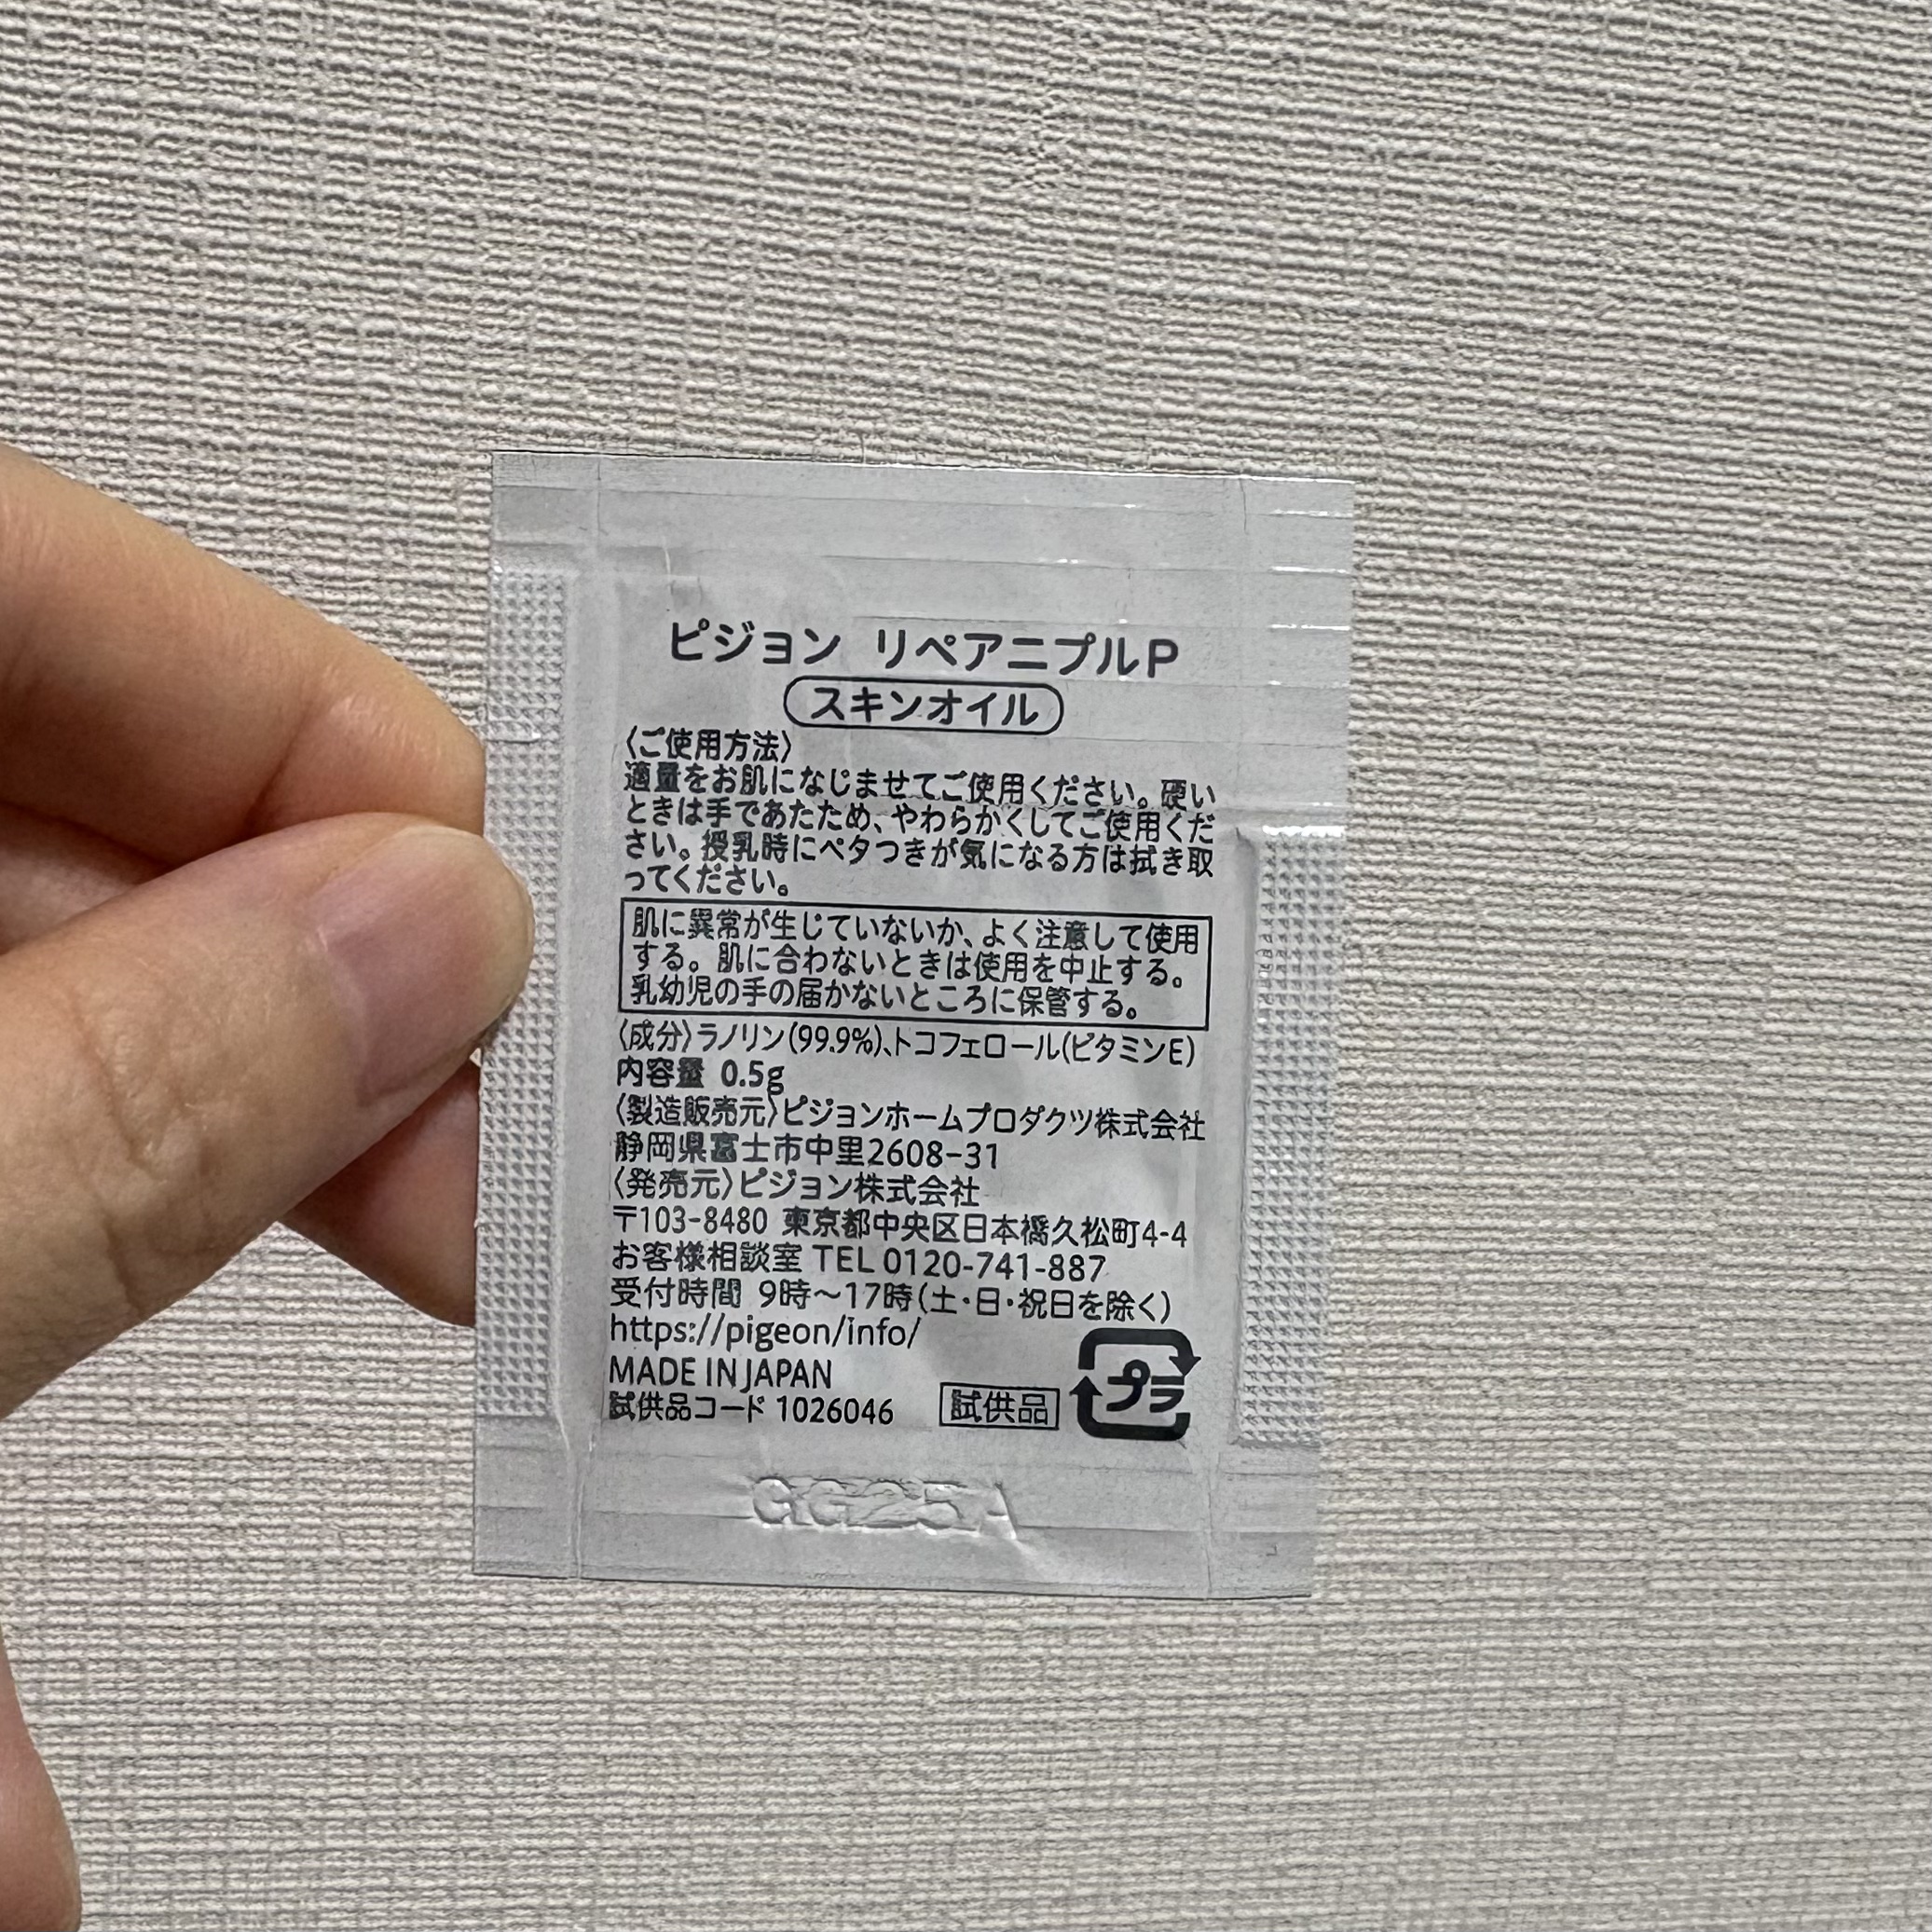 ピジョン リペアニプルP
スキンオイル
〈ご使用方法〉
適量をお肌になじませてご使用ください。硬い
ときは手であたため、やわらかくしてご使用くだ
さい。授乳時にベタつきが気になる方は拭き取
ってください。
肌に異常が生じていないか、よく注意して使用
する。肌に合わないときは使用を中止する。
乳幼児の手の届かないところに保管する。
〈成分〉ラノリン(99.9%)、トコフェロール(ビタミンE)
内容量 0.5g
〈製造販売元〉ピジョンホームプロダクツ株式会社
静岡県富士市中里2608-31
〈発売元〉ピジョン株式会社
〒103-8480 東京都中央区日本橋久松町4-4
お客様相談室 TEL 0120-741-887
受付時間 9時～17時(土・日・祝日を除く)
https://pigeon/info/
MADE IN JAPAN
試供品コード 1026046 試供品 プラ